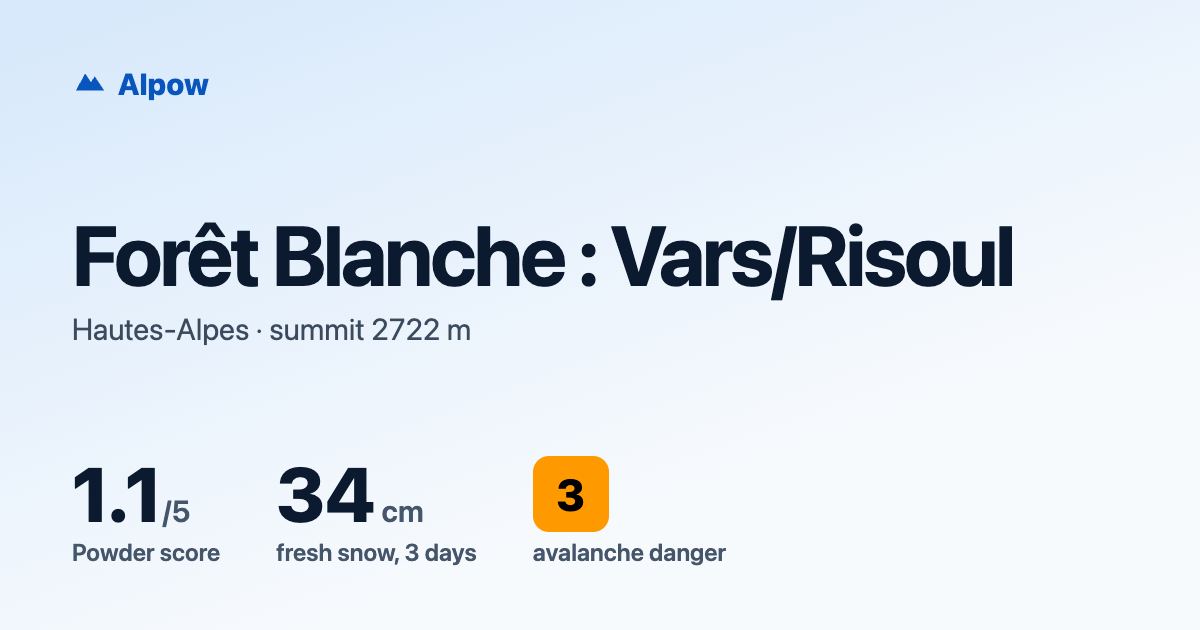 Alpow
Forêt Blanche : Vars/Risoul
Hautes-Alpes · summit 2722 m
1.1/5
34 cm
3
Powder score
fresh snow, 3 days
avalanche danger